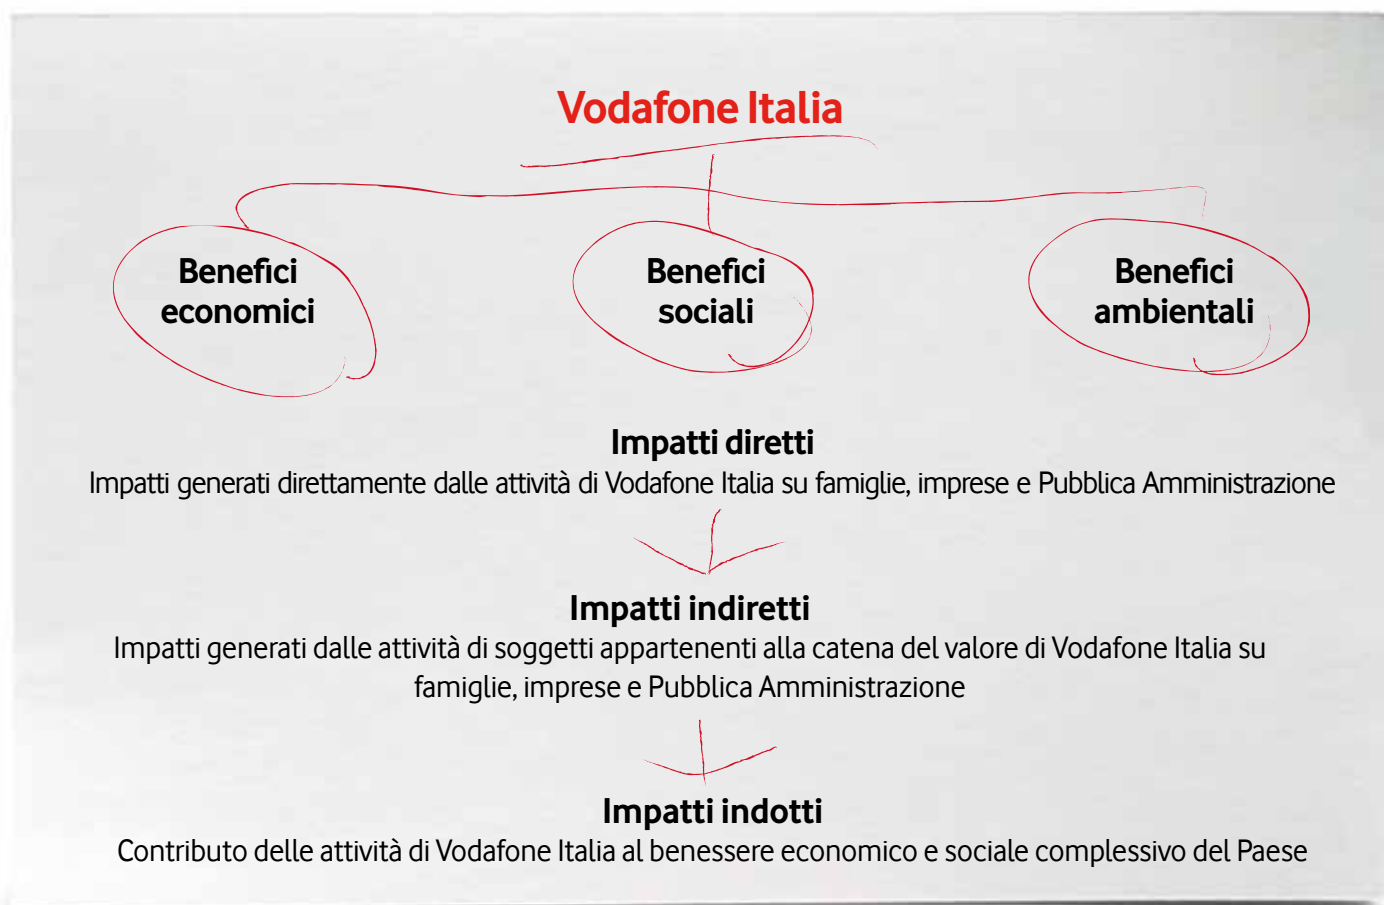 Vodafone Italia
Benefici
economici
Benefici
sociali
Benefici
ambientali
Impatti diretti
Impatti generati direttamente dalle attività di Vodafone Italia su famiglie, imprese e Pubblica Amministrazione
Impatti indiretti
Impatti generati dalle attività di soggetti appartenenti alla catena del valore di Vodafone Italia su
famiglie, imprese e Pubblica Amministrazione
Impatti indotti
Contributo delle attività di Vodafone Italia al benessere economico e sociale complessivo del Paese